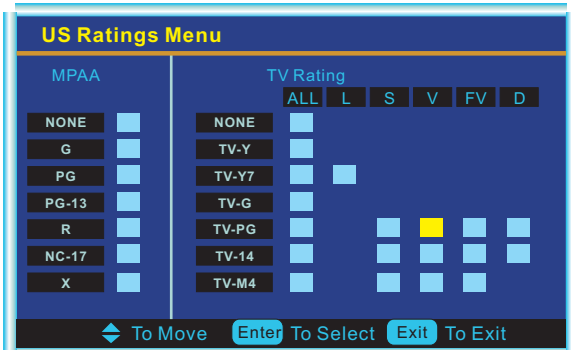 US Ratings Menu
MPAA TV Rating
ALL L S V FV D
NONE NONE
G TV-Y
PG TV-Y7
PG-13 TV-G
R TV-PG
NC-17 TV-14
X TV-M4
To Move Enter To Select Exit To Exit